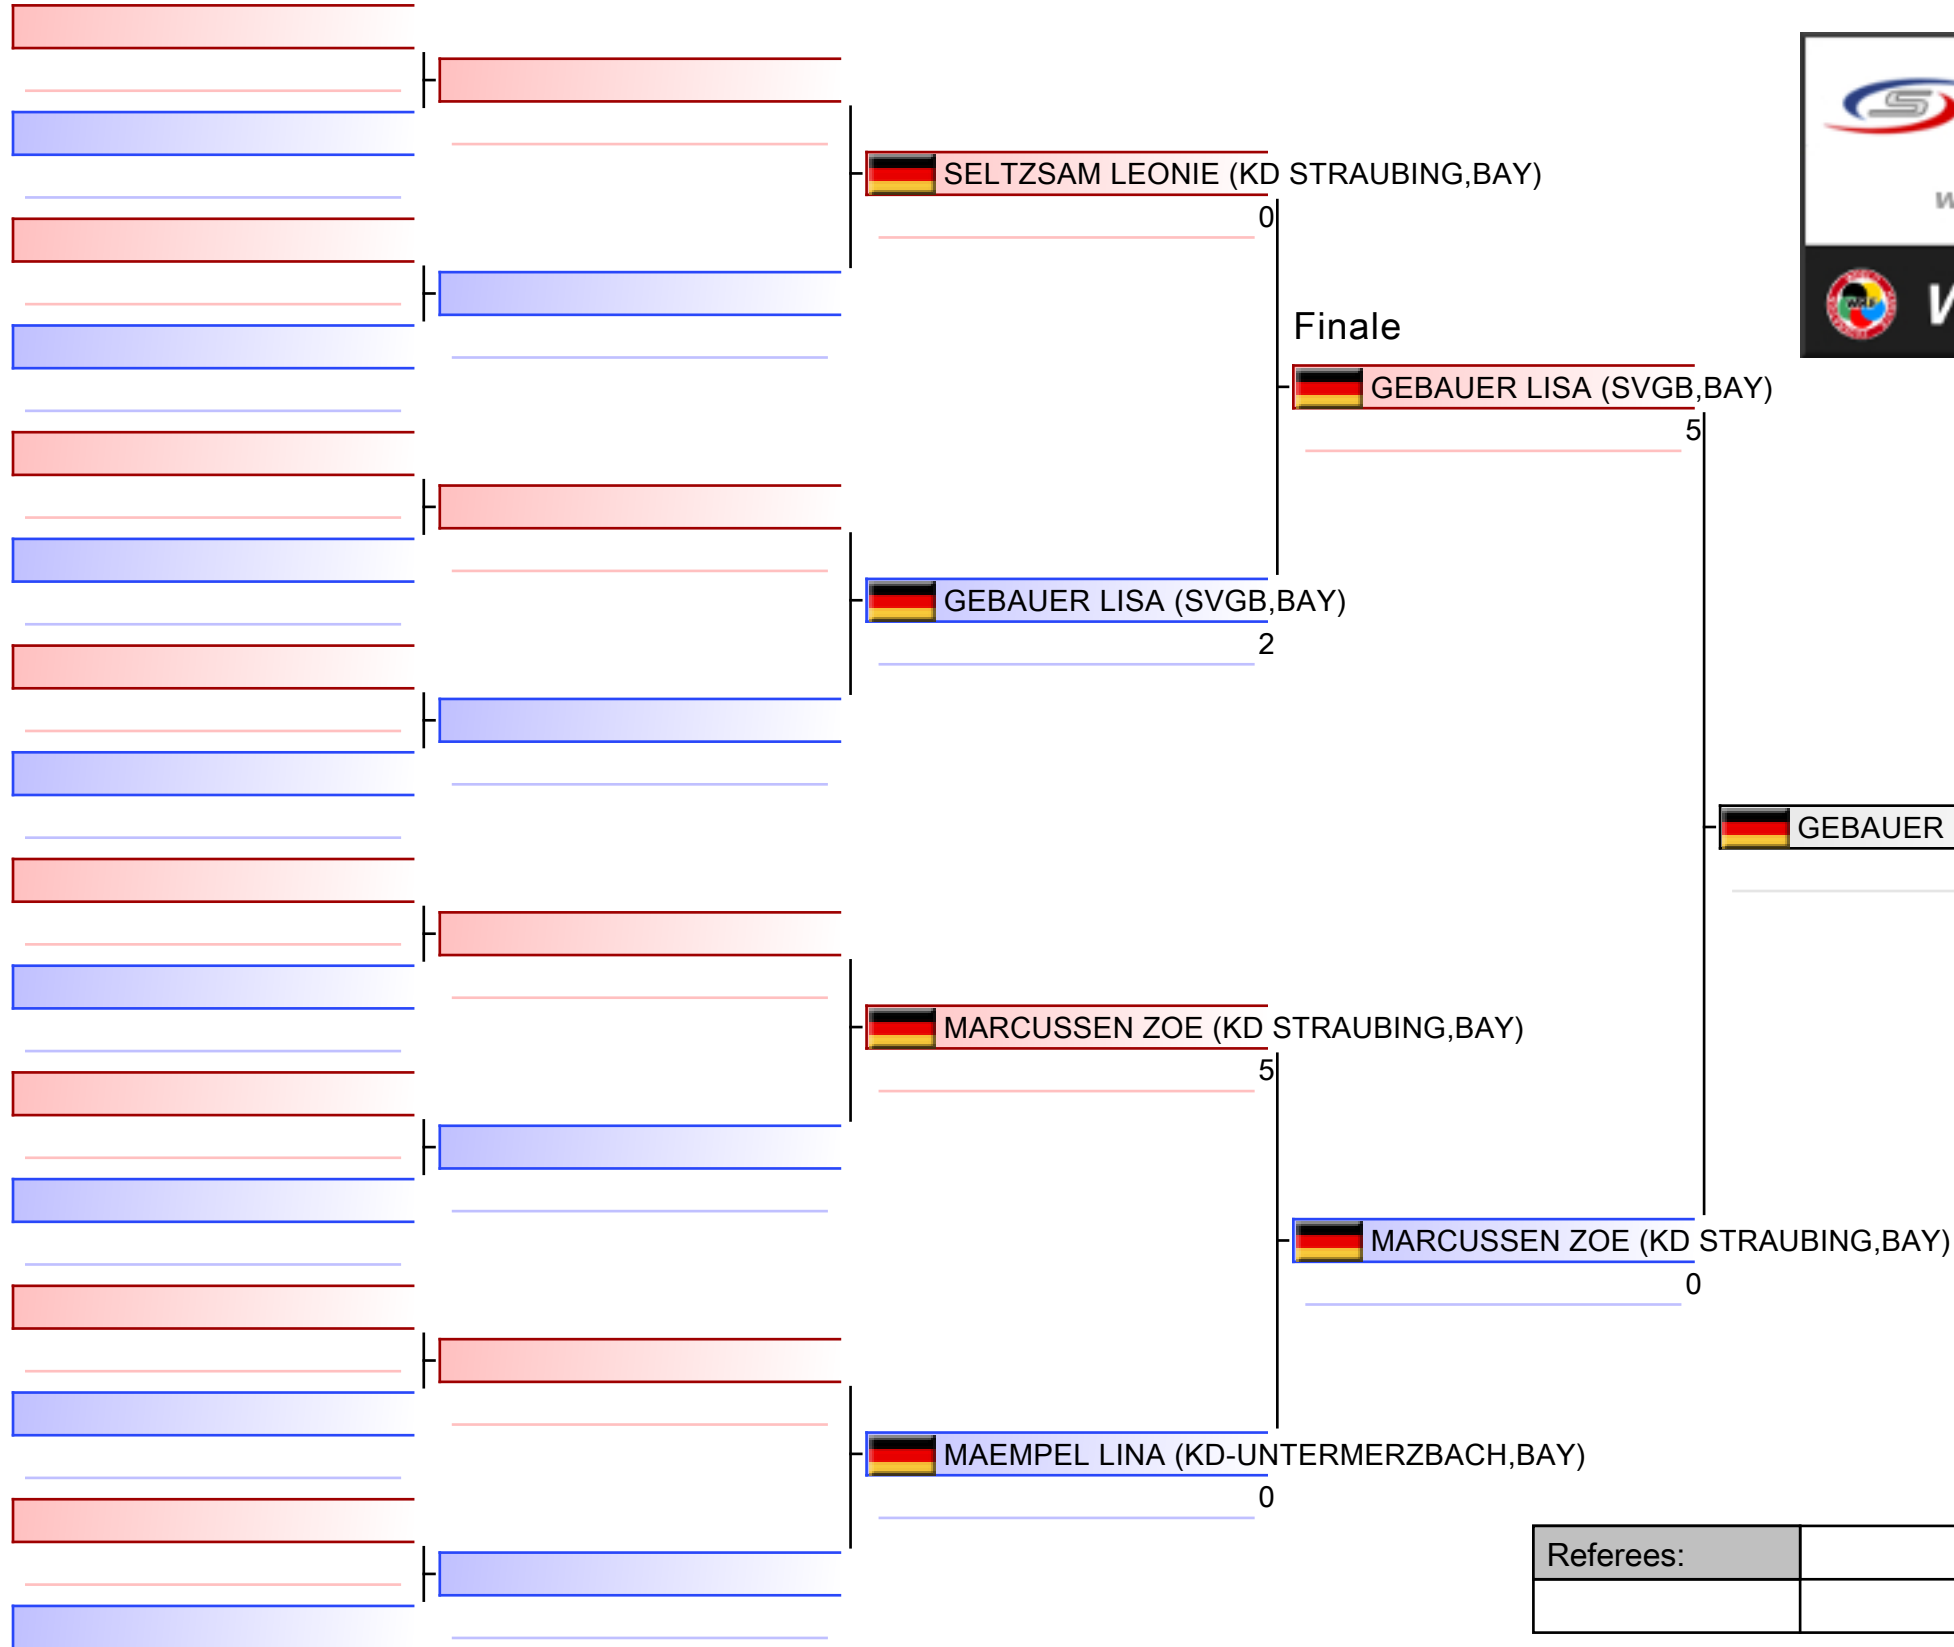 SELTZSAM LEONIE (KD STRAUBING,BAY)
0
Finale
GEBAUER LISA (SVGB,BAY)
5
GEBAUER LISA (SVGB,BAY)
2
GEBAUER
MARCUSSEN ZOE (KD STRAUBING,BAY)
5
MARCUSSEN ZOE (KD STRAUBING,BAY)
0
MAEMPEL LINA (KD-UNTERMERZBACH,BAY)
0
Referees: